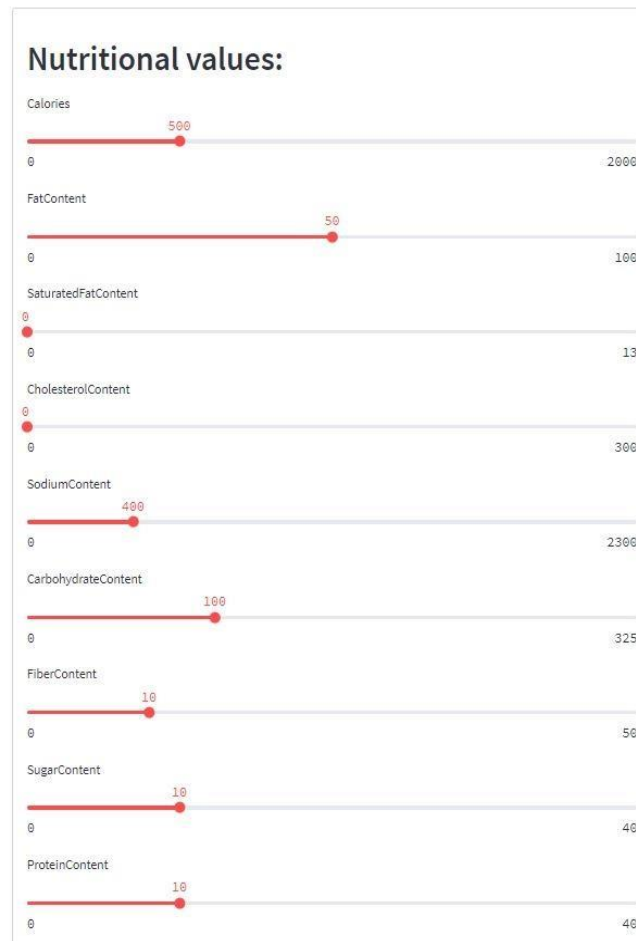 Nutritional values:
Calories
500
0 2000
FatContent
50
0 100
SaturatedFatContent
0
0 13
CholesterolContent
0
0 300
SodiumContent
400
0 2300
CarbohydrateContent
100
0 325
FiberContent
10
0 50
SugarContent
10
0 40
ProteinContent
10
0 40